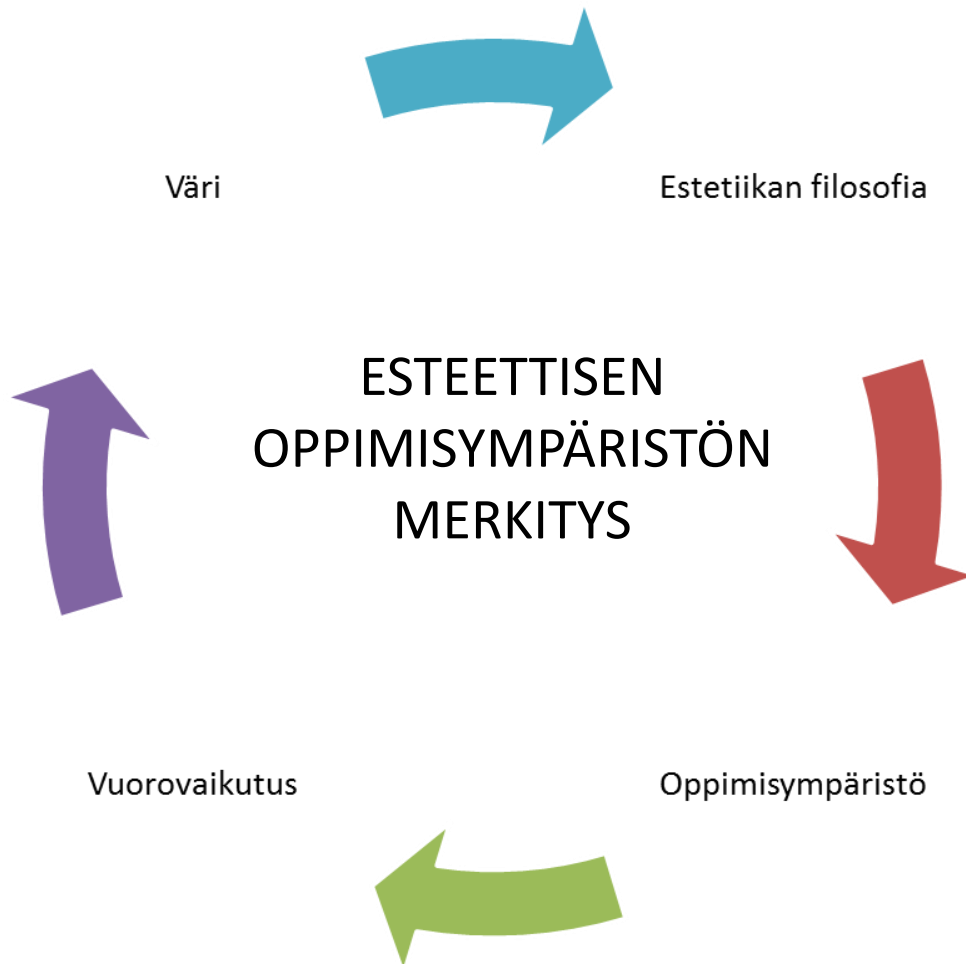 Väri
Estetiikan filosofia
ESTEETTISEN
OPPIMISYMPÄRISTÖN
MERKITYS
Vuorovaikutus
Oppimisympäristö